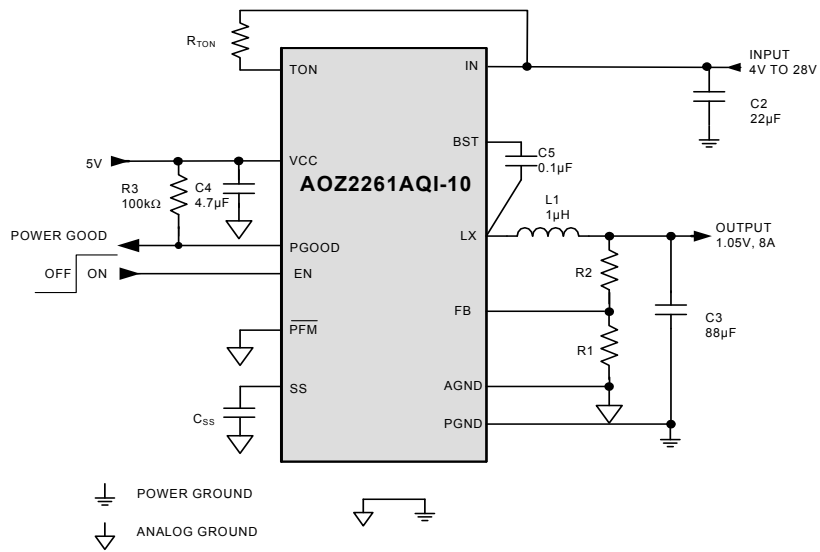 R_TON
TON
IN
INPUT
4V TO 28V
C2
22µF
BST
C5
0.1µF
5V
VCC
AOZ2261AQI-10
R3
100kΩ
C4
4.7µF
L1
1µH
POWER GOOD
PGOOD
LX
OUTPUT
1.05V, 8A
OFF ON
EN
R2
FB
C3
88µF
PFM
R1
SS
AGND
C_SS
PGND
POWER GROUND
ANALOG GROUND